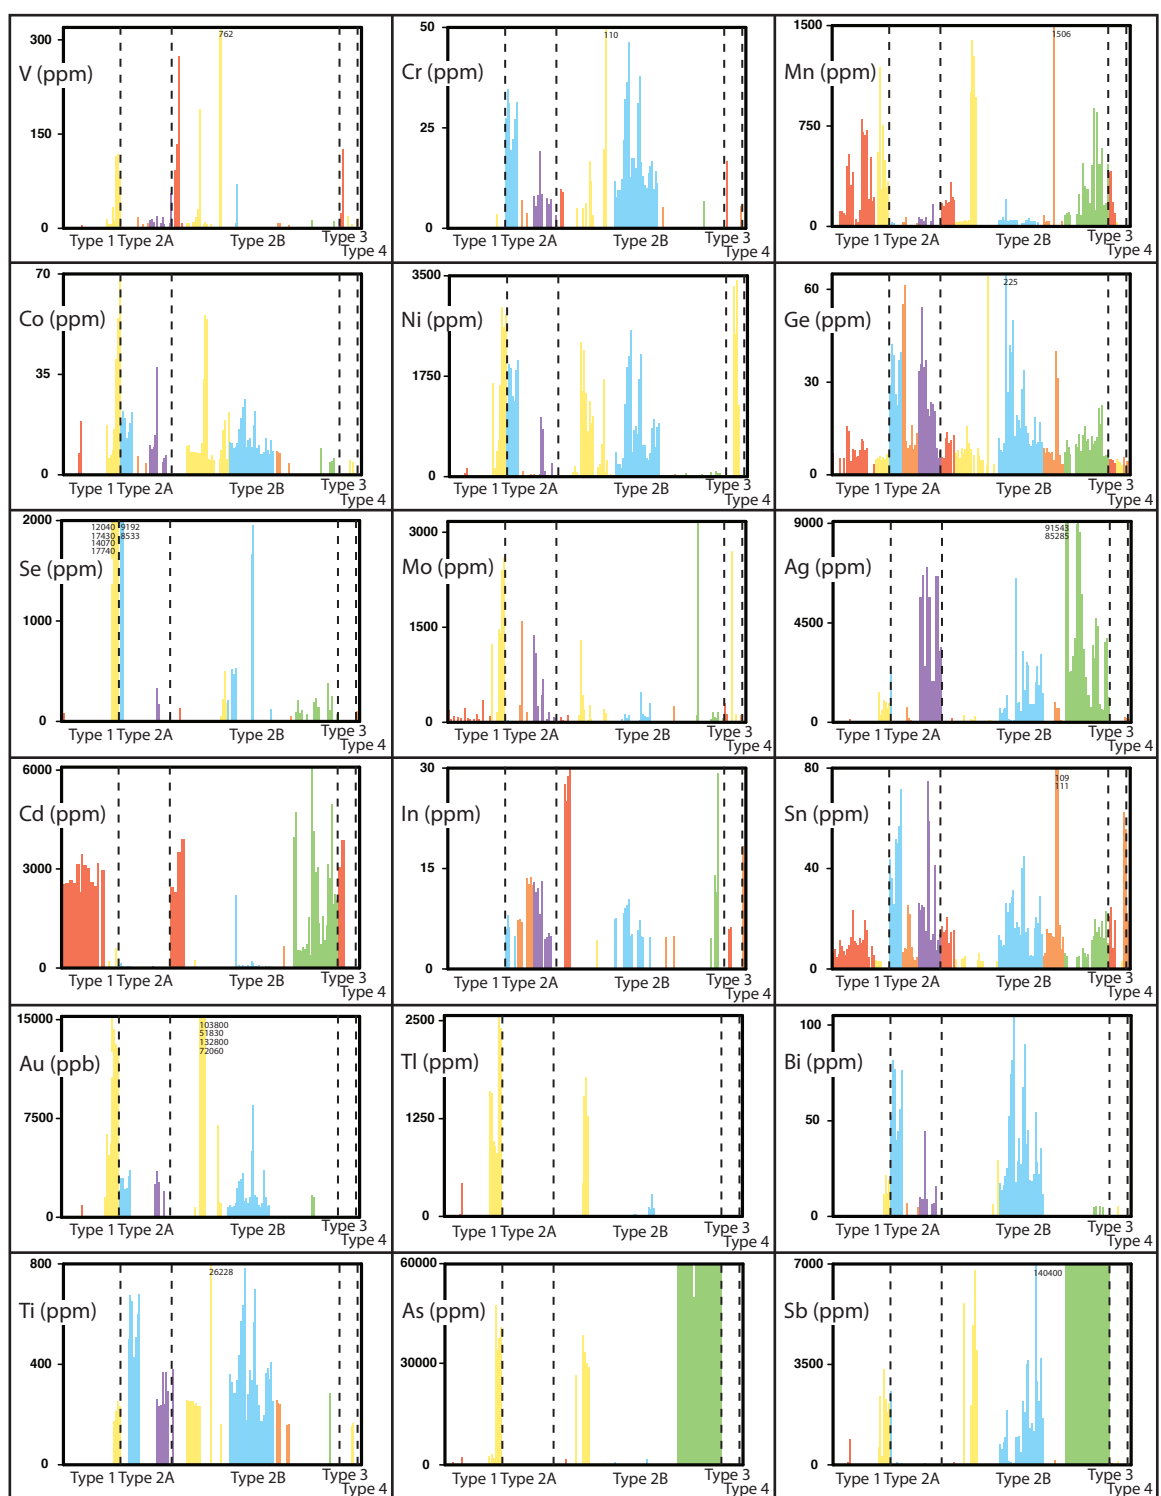 300
762
V (ppm)
150
0
Type 1 Type 2A Type 2B Type 3
Type 4
50
110
Cr (ppm)
25
0
Type 1 Type 2A Type 2B Type 3
Type 4
1500
1506
Mn (ppm)
750
0
Type 1 Type 2A Type 2B Type 3
Type 4
70
Co (ppm)
35
0
Type 1 Type 2A Type 2B Type 3
Type 4
3500
Ni (ppm)
1750
0
Type 1 Type 2A Type 2B Type 3
Type 4
60
225
Ge (ppm)
30
0
Type 1 Type 2A Type 2B Type 3
Type 4
2000
12040 9192
17430 8533
14070
17740
Se (ppm)
1000
0
Type 1 Type 2A Type 2B Type 3
Type 4
3000
Mo (ppm)
1500
0
Type 1 Type 2A Type 2B Type 3
Type 4
9000
91543
85285
Ag (ppm)
4500
0
Type 1 Type 2A Type 2B Type 3
Type 4
6000
Cd (ppm)
3000
0
Type 1 Type 2A Type 2B Type 3
Type 4
30
In (ppm)
15
0
Type 1 Type 2A Type 2B Type 3
Type 4
80
109
111
Sn (ppm)
40
0
Type 1 Type 2A Type 2B Type 3
Type 4
15000
103800
51830
132800
72060
Au (ppb)
7500
0
Type 1 Type 2A Type 2B Type 3
Type 4
2500
Tl (ppm)
1250
0
Type 1 Type 2A Type 2B Type 3
Type 4
100
Bi (ppm)
50
0
Type 1 Type 2A Type 2B Type 3
Type 4
800
26228
Ti (ppm)
400
0
Type 1 Type 2A Type 2B Type 3
Type 4
60000
As (ppm)
30000
0
Type 1 Type 2A Type 2B Type 3
Type 4
7000
140400
Sb (ppm)
3500
0
Type 1 Type 2A Type 2B Type 3
Type 4